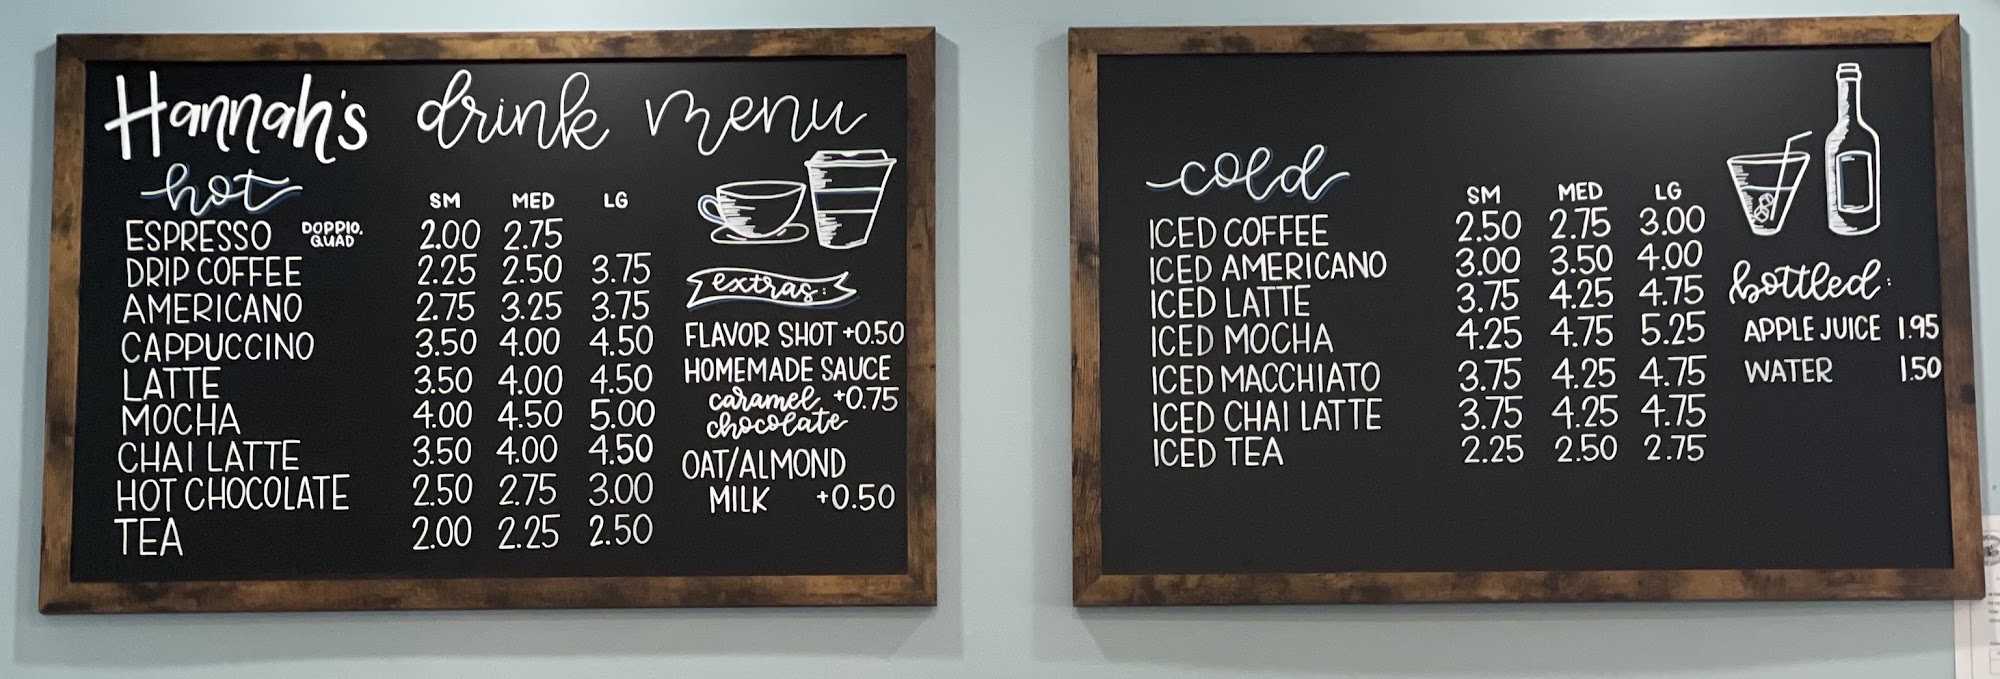 Hannah's drink menu
hot
SM MED LG
ESPRESSO DOPPIO, QUAD 2.00 2.75
DRIP COFFEE 2.25 2.50 3.75
AMERICANO 2.75 3.25 3.75
CAPPUCCINO 3.50 4.00 4.50
LATTE 3.50 4.00 4.50
MOCHA 4.00 4.50 5.00
CHAI LATTE 3.50 4.00 4.50
HOT CHOCOLATE 2.50 2.75 3.00
TEA 2.00 2.25 2.50
extras:
FLAVOR SHOT +0.50
HOMEMADE SAUCE
caramel +0.75
chocolate
OAT/ALMOND
MILK +0.50
cold
SM MED LG
ICED COFFEE 2.50 2.75 3.00
ICED AMERICANO 3.00 3.50 4.00
ICED LATTE 3.75 4.25 4.75
ICED MOCHA 4.25 4.75 5.25
ICED MACCHIATO 3.75 4.25 4.75
ICED CHAI LATTE 3.75 4.25 4.75
ICED TEA 2.25 2.50 2.75
bottled:
APPLE JUICE 1.95
WATER 1.50